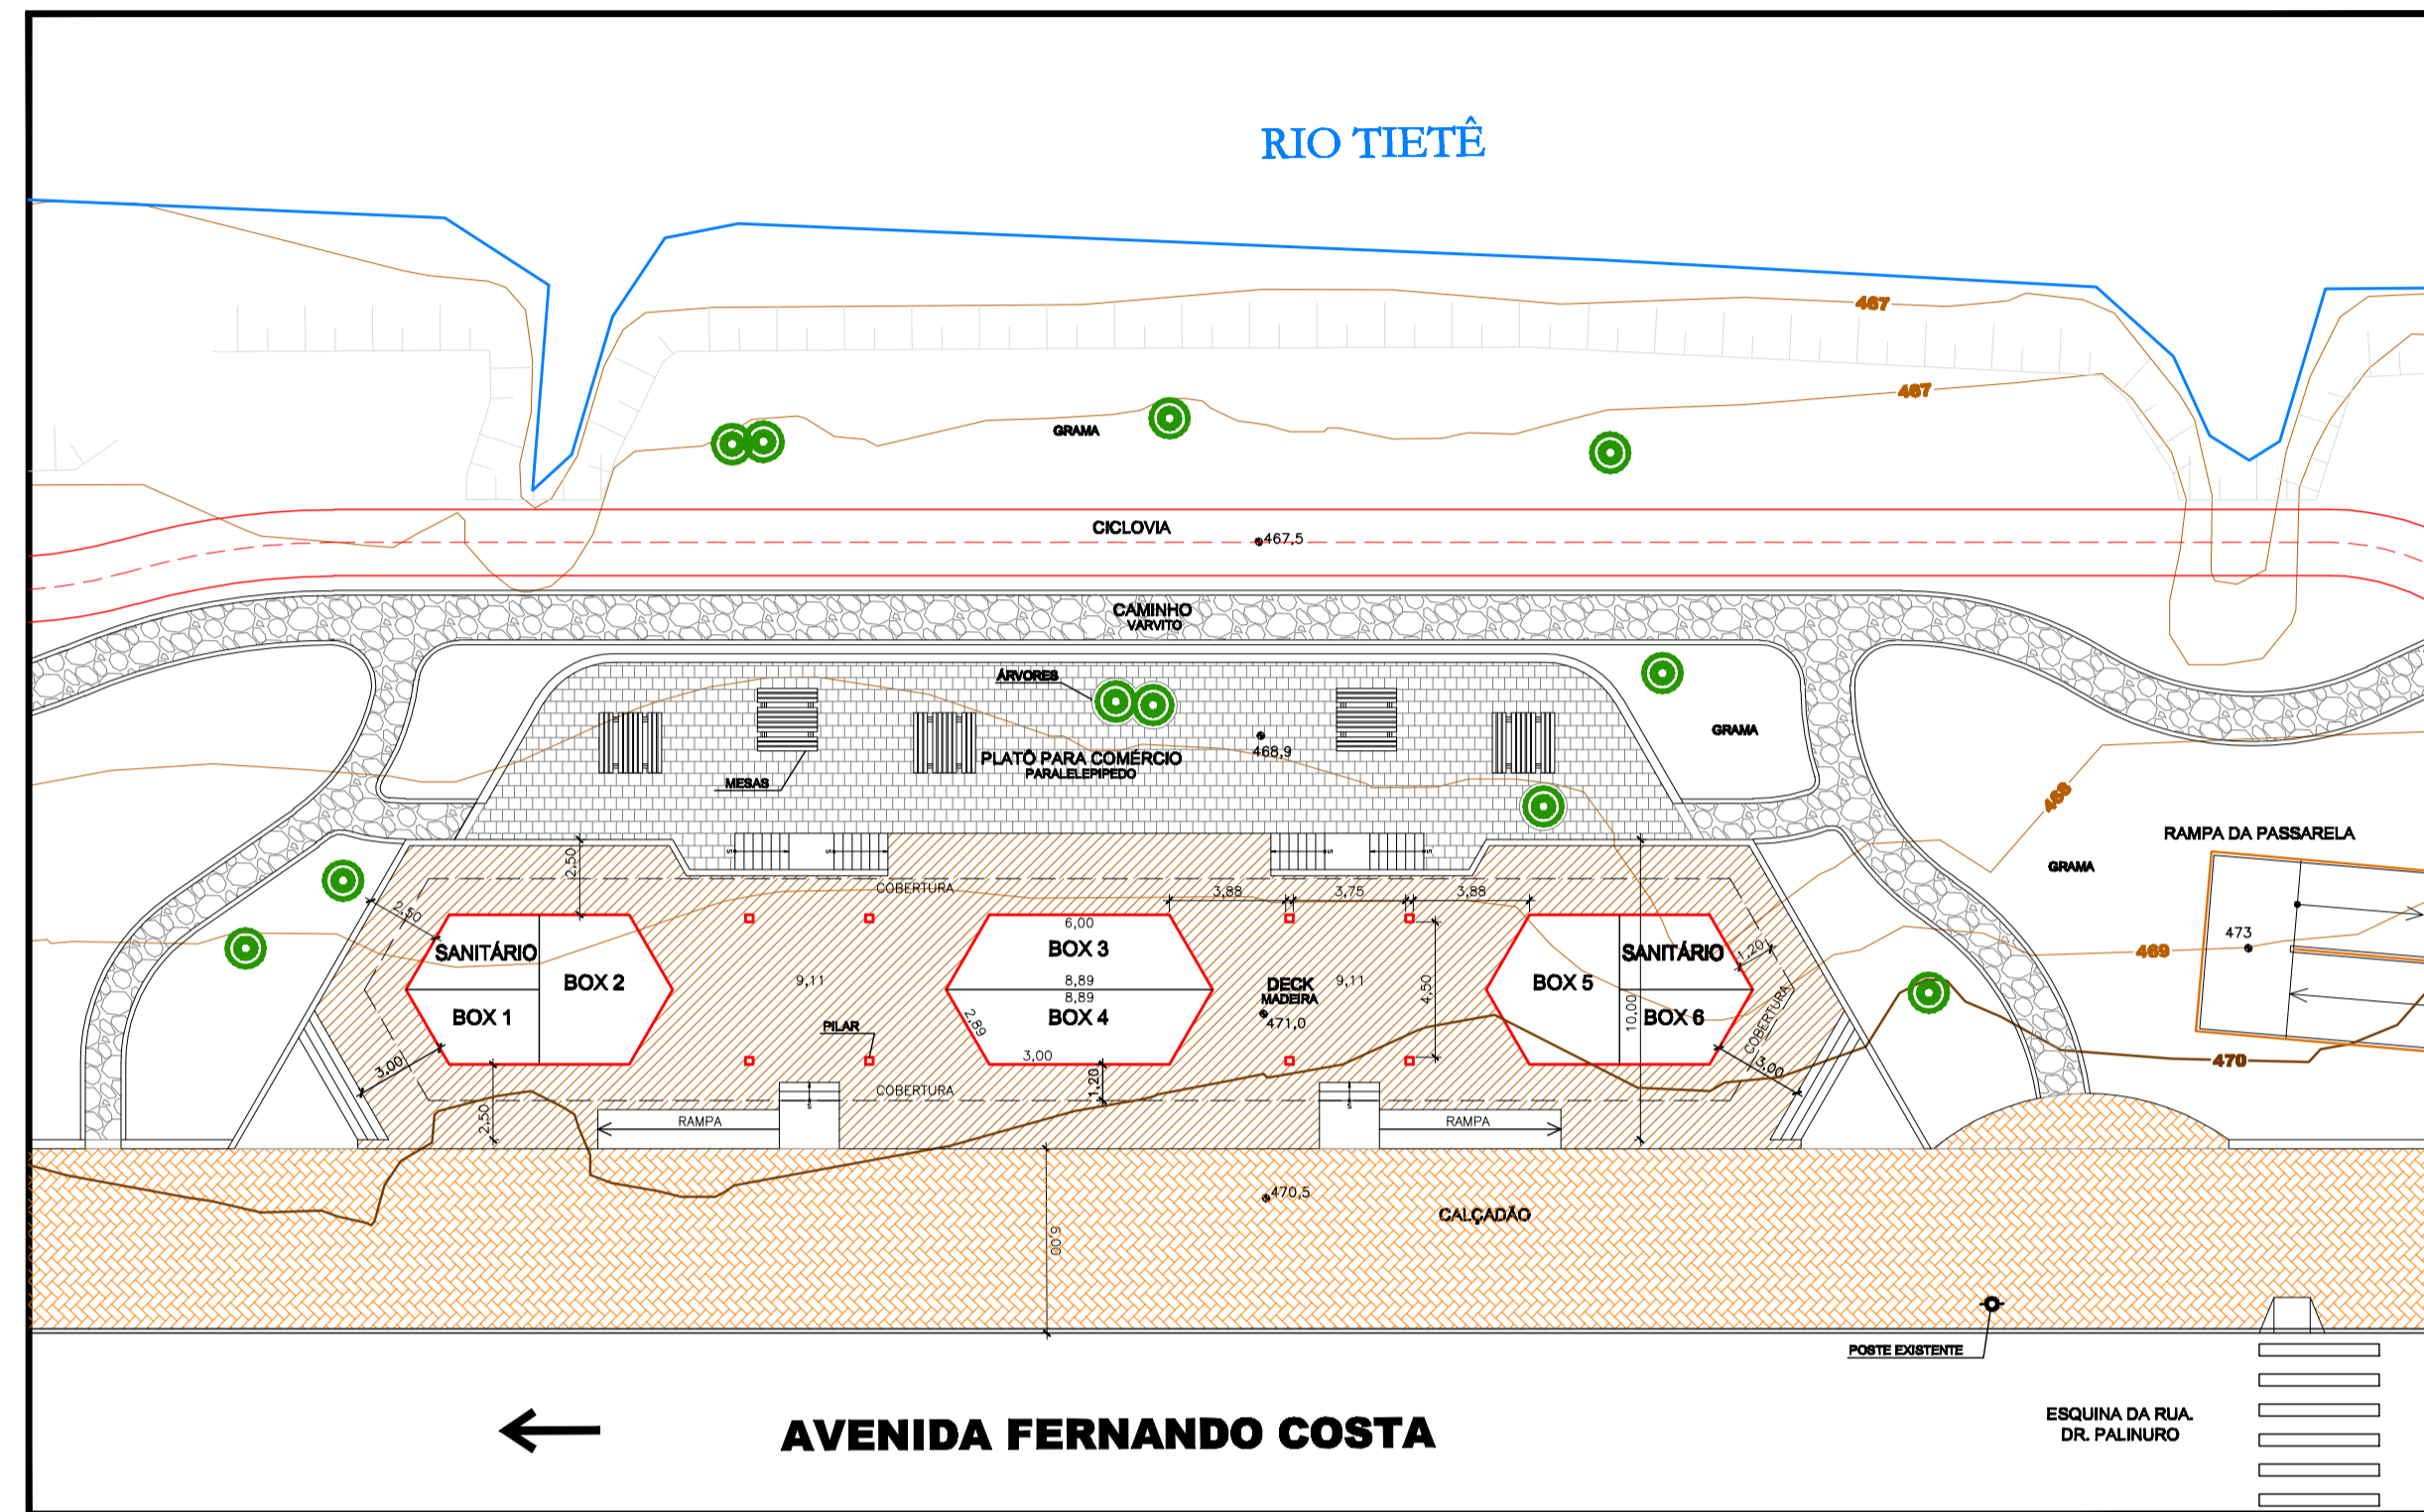 RIO TIETÊ
467
467
GRAMA
CICLOVIA
467,5
CAMINHO
VARVITO
ÁRVORES
GRAMA
468,9
PLATÔ PARA COMÉRCIO
PARALELEPIPEDO
MESAS
468
RAMPA DA PASSARELA
GRAMA
473
469
470
2,50
S
S
S
S
COBERTURA
3,88
3,75
3,88
2,50
SANITÁRIO
BOX 2
BOX 1
9,11
6,00
BOX 3
8,89
8,89
BOX 4
2,89
3,00
DECK
MADEIRA
471,0
9,11
4,50
BOX 5
SANITÁRIO
BOX 6
1,20
10,00
COBERTURA
PILAR
3,00
3,00
2,50
COBERTURA
1,20
S
S
RAMPA
RAMPA
470,5
CALÇADÃO
6,00
POSTE EXISTENTE
AVENIDA FERNANDO COSTA
ESQUINA DA RUA.
DR. PALINURO